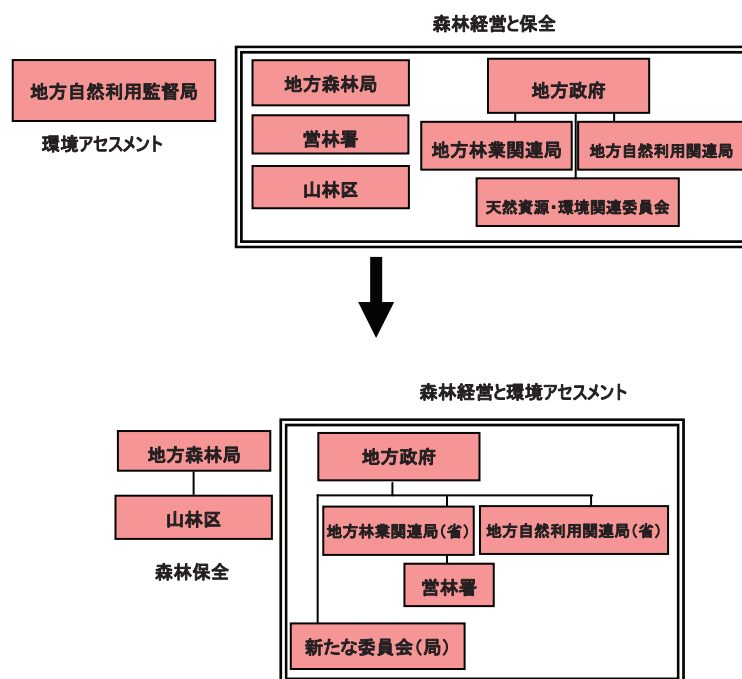 森林経営と保全
地方自然利用監督局
環境アセスメント
地方森林局
営林署
山林区
地方政府
地方林業関連局
地方自然利用関連局
天然資源・環境関連委員会
森林経営と環境アセスメント
地方森林局
山林区
森林保全
地方政府
地方林業関連局(省)
地方自然利用関連局(省)
営林署
新たな委員会(局)